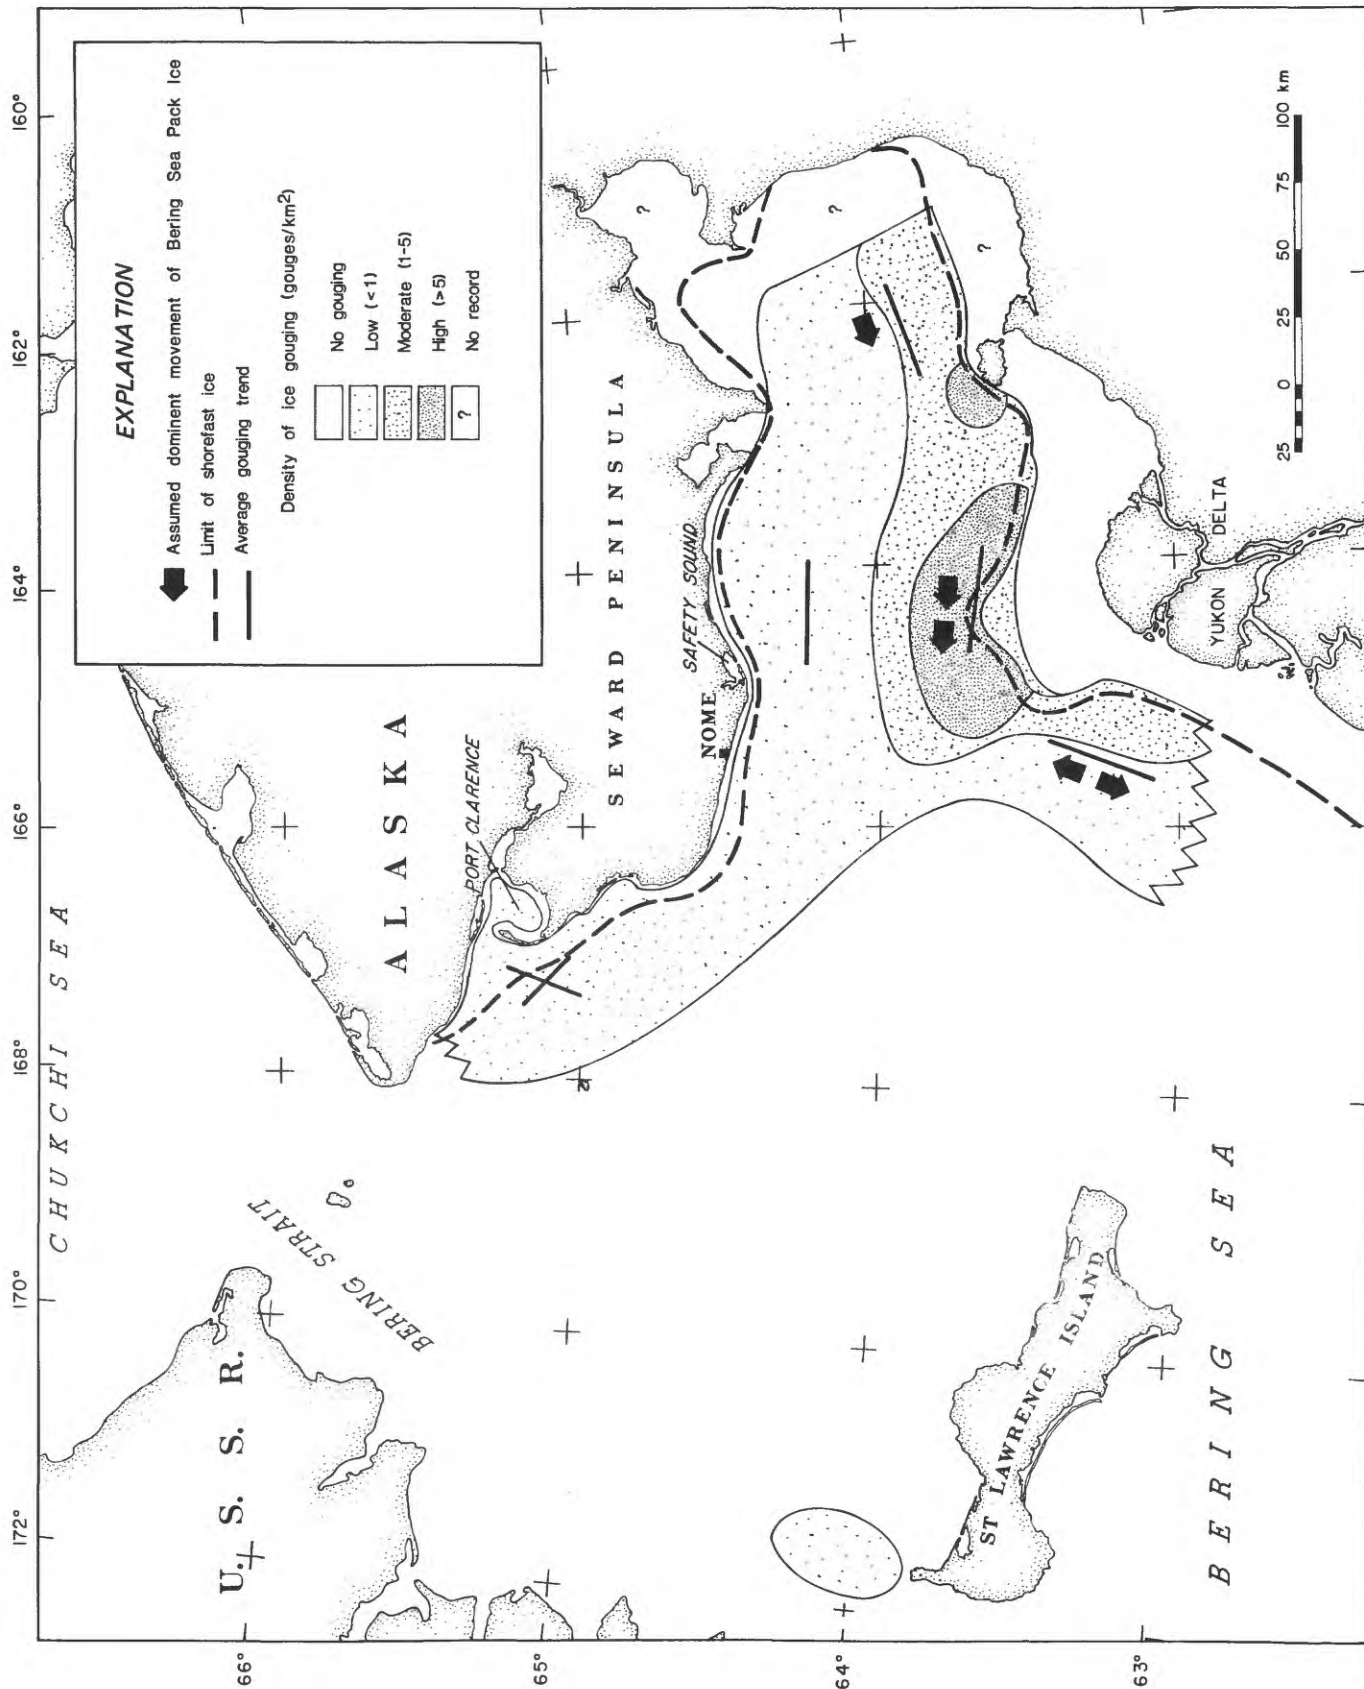 EXPLANATION
Assumed dominent movement of Bering Sea Pack Ice
Limit of shorefast ice
Average gouging trend
Density of ice gouging (gouges/km2)
No gouging
Low (<1)
Moderate (1-5)
High (>5)
? No record
160°
162°
164°
166°
168°
170°
172°
66°
65°
64°
63°
CHUKCHI SEA
ALASKA
PORT CLARENCE
SEWARD PENINSULA
NOME
SAFETY SOUND
?
?
?
YUKON
DELTA
BERING STRAIT
U. S. S. R.
ST LAWRENCE ISLAND
BERING SEA
25 0 25 50 75 100 km